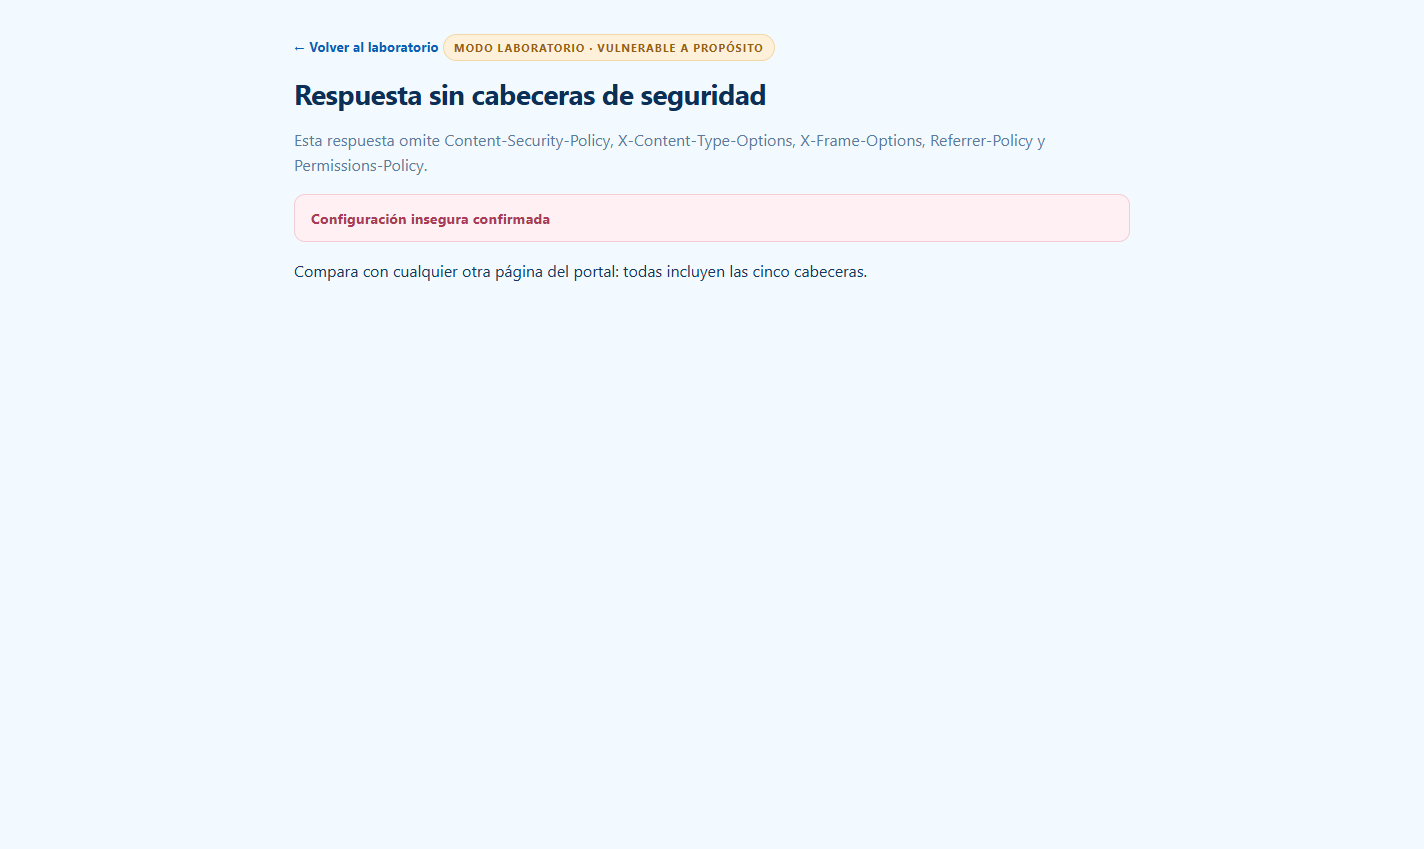 ← Volver al laboratorio MODO LABORATORIO · VULNERABLE A PROPÓSITO
Respuesta sin cabeceras de seguridad
Esta respuesta omite Content-Security-Policy, X-Content-Type-Options, X-Frame-Options, Referrer-Policy y
Permissions-Policy.
Configuración insegura confirmada
Compara con cualquier otra página del portal: todas incluyen las cinco cabeceras.